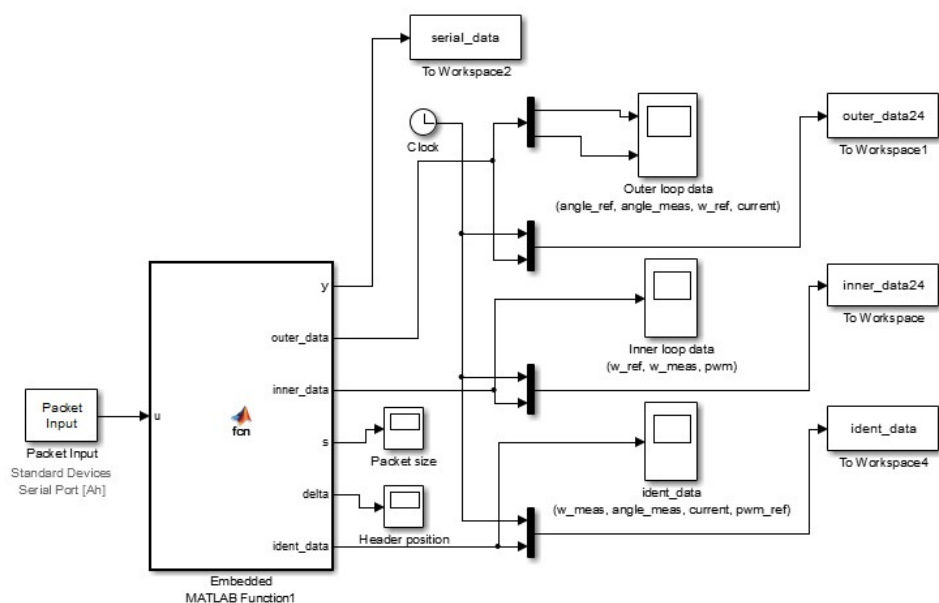 serial_data
To Workspace2
Clock
outer_data24
To Workspace1
Outer loop data
(angle_ref, angle_meas, w_ref, current)
y
outer_data
inner_data
s
delta
ident_data
u
fcn
Embedded
MATLAB Function1
Packet
Input
Packet Input
Standard Devices
Serial Port [Ah]
Inner loop data
(w_ref, w_meas, pwm)
inner_data24
To Workspace
Packet size
Header position
ident_data
(w_meas, angle_meas, current, pwm_ref)
ident_data
To Workspace4